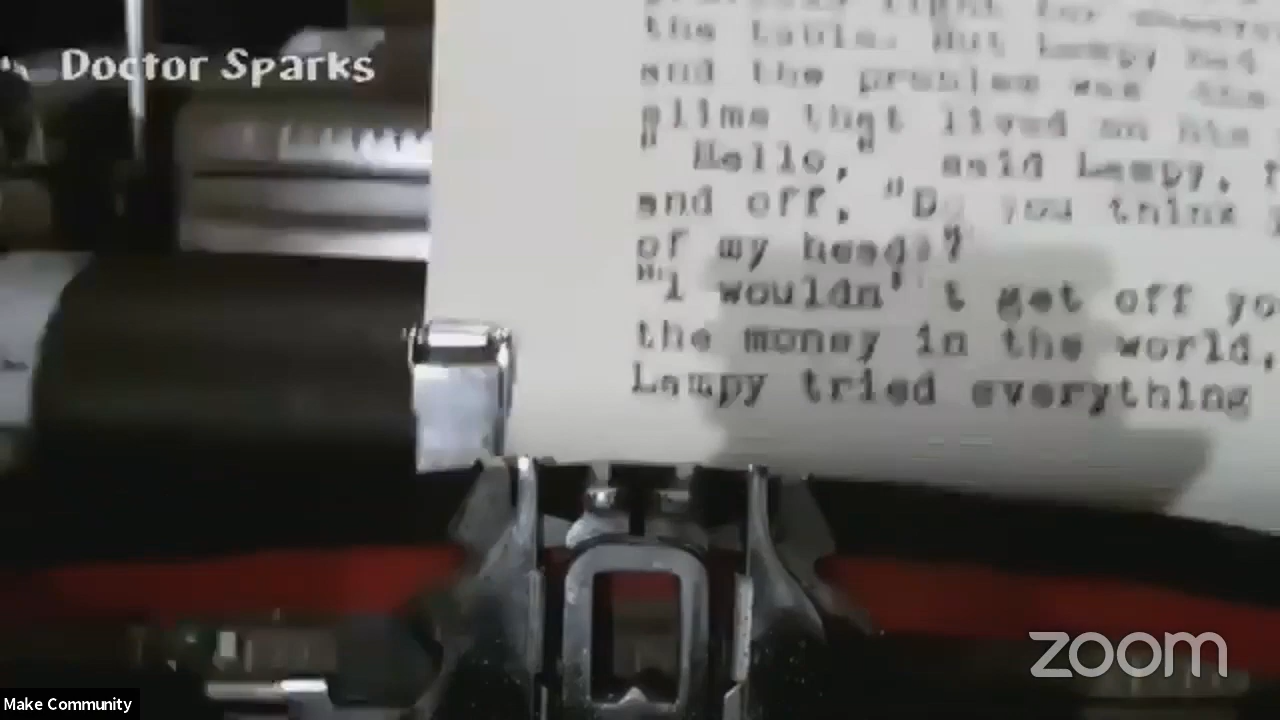 Doctor Sparks
the table. But Lampy had
and the problem was the
slime that lived on his
" Hello," said Lampy,
and off, "Do you think
of my head?
"I wouldn' t get off yo
the money in the world,
Lampy tried everything
zoom
Make Community